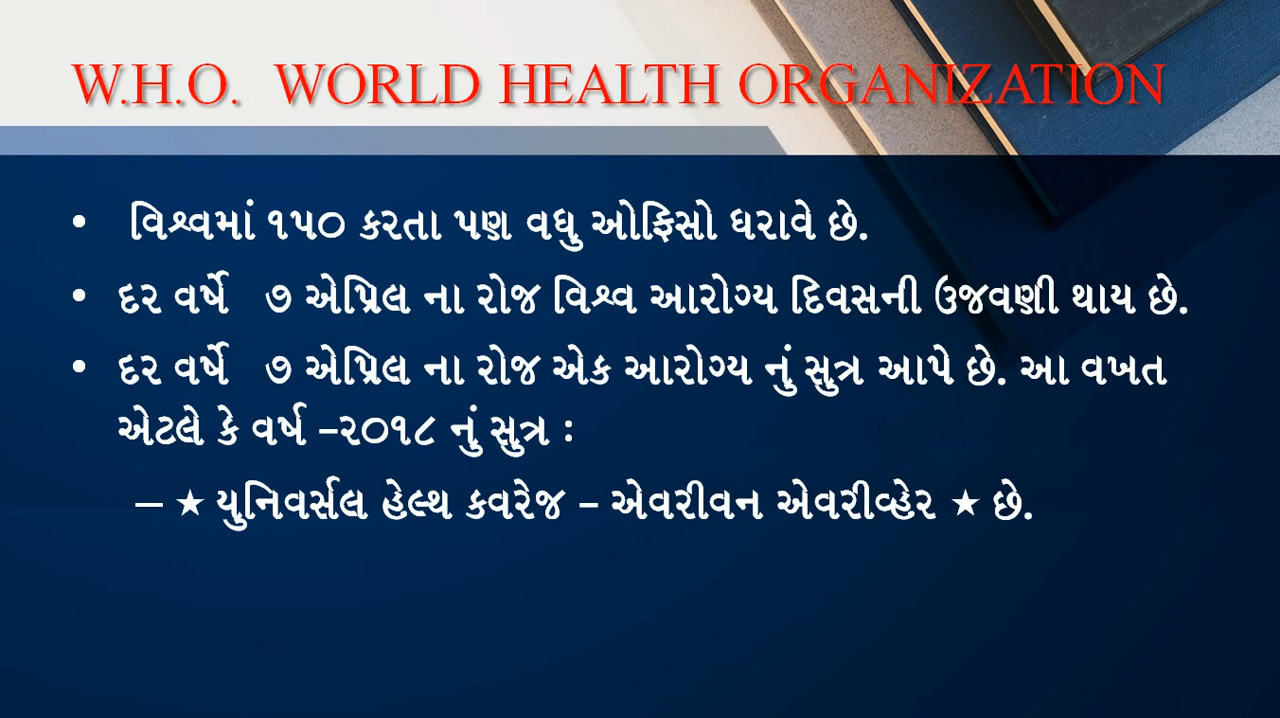 W.H.O. WORLD HEALTH ORGANIZATION
• વિશ્વમાં ૧૫૦ કરતા પણ વધુ ઓફિસો ધરાવે છે.
• દર વર્ષે ૭ એપ્રિલ ના રોજ વિશ્વ આરોગ્ય દિવસની ઉજવણી થાય છે.
• દર વર્ષે ૭ એપ્રિલ ના રોજ એક આરોગ્ય નું સુત્ર આપે છે. આ વખત
એટલે કે વર્ષ –૨૦૧૮ નું સુત્ર :
– ★ યુનિવર્સલ હેલ્થ કવરેજ – એવરીવન એવરીવ્હેર ★ છે.